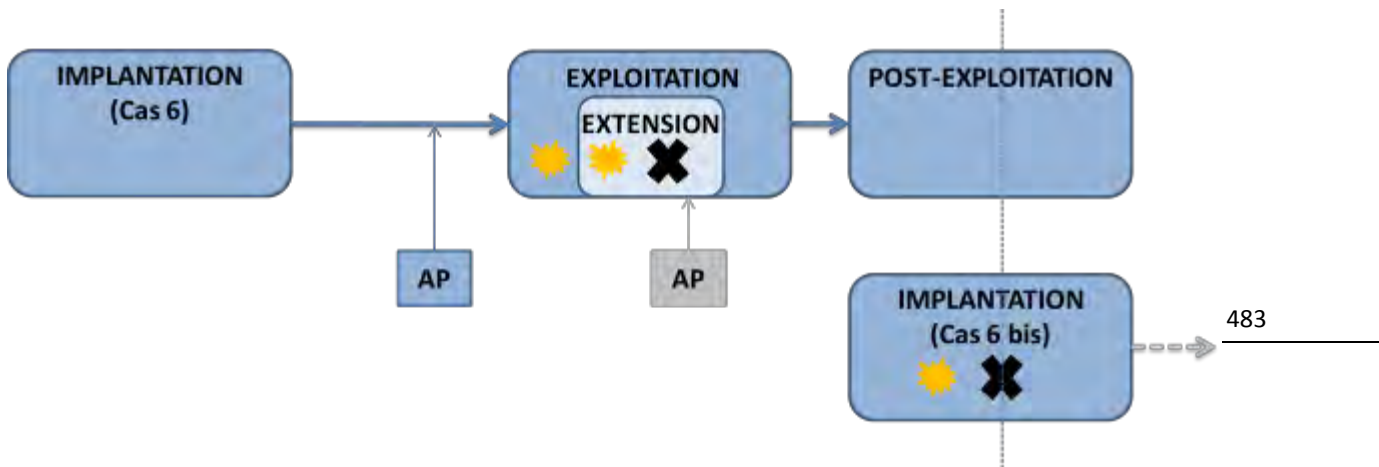 IMPLANTATION
(Cas 6)
EXPLOITATION
EXTENSION
POST-EXPLOITATION
AP
AP
IMPLANTATION
(Cas 6 bis)
483